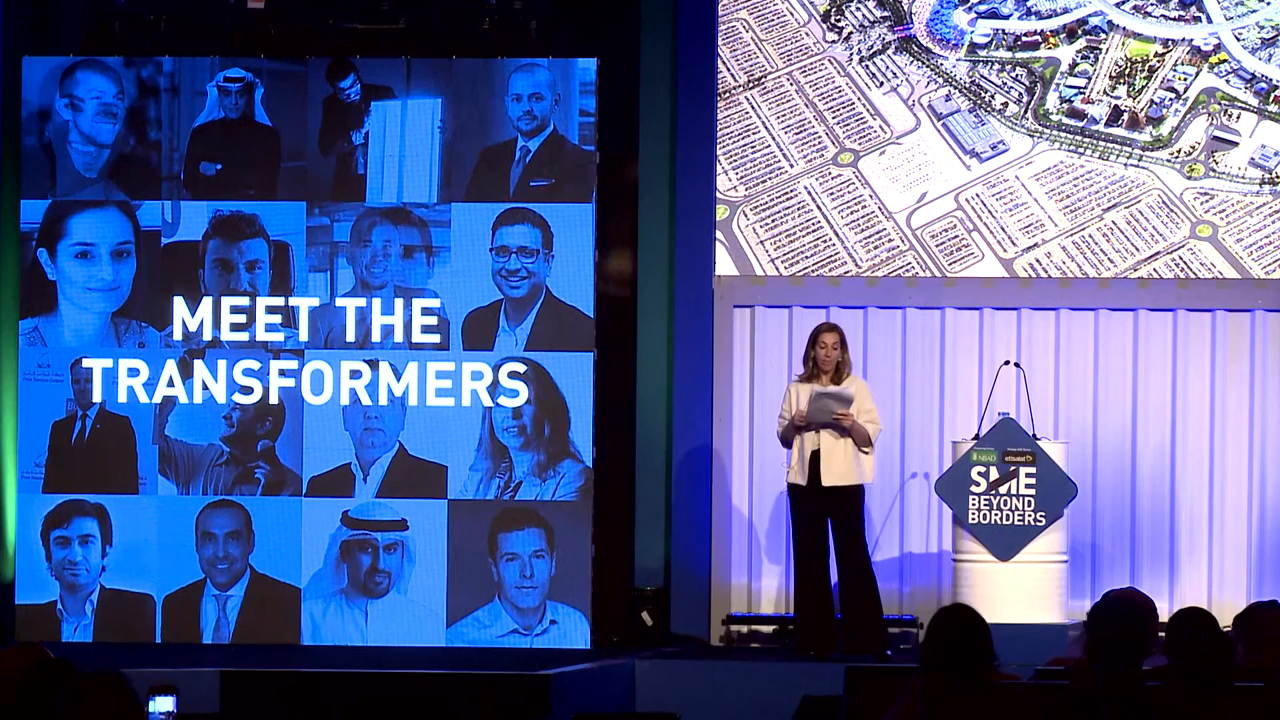 MEET THE
TRANSFORMERS
NBAD
etisalat
SME
BEYOND
BORDERS